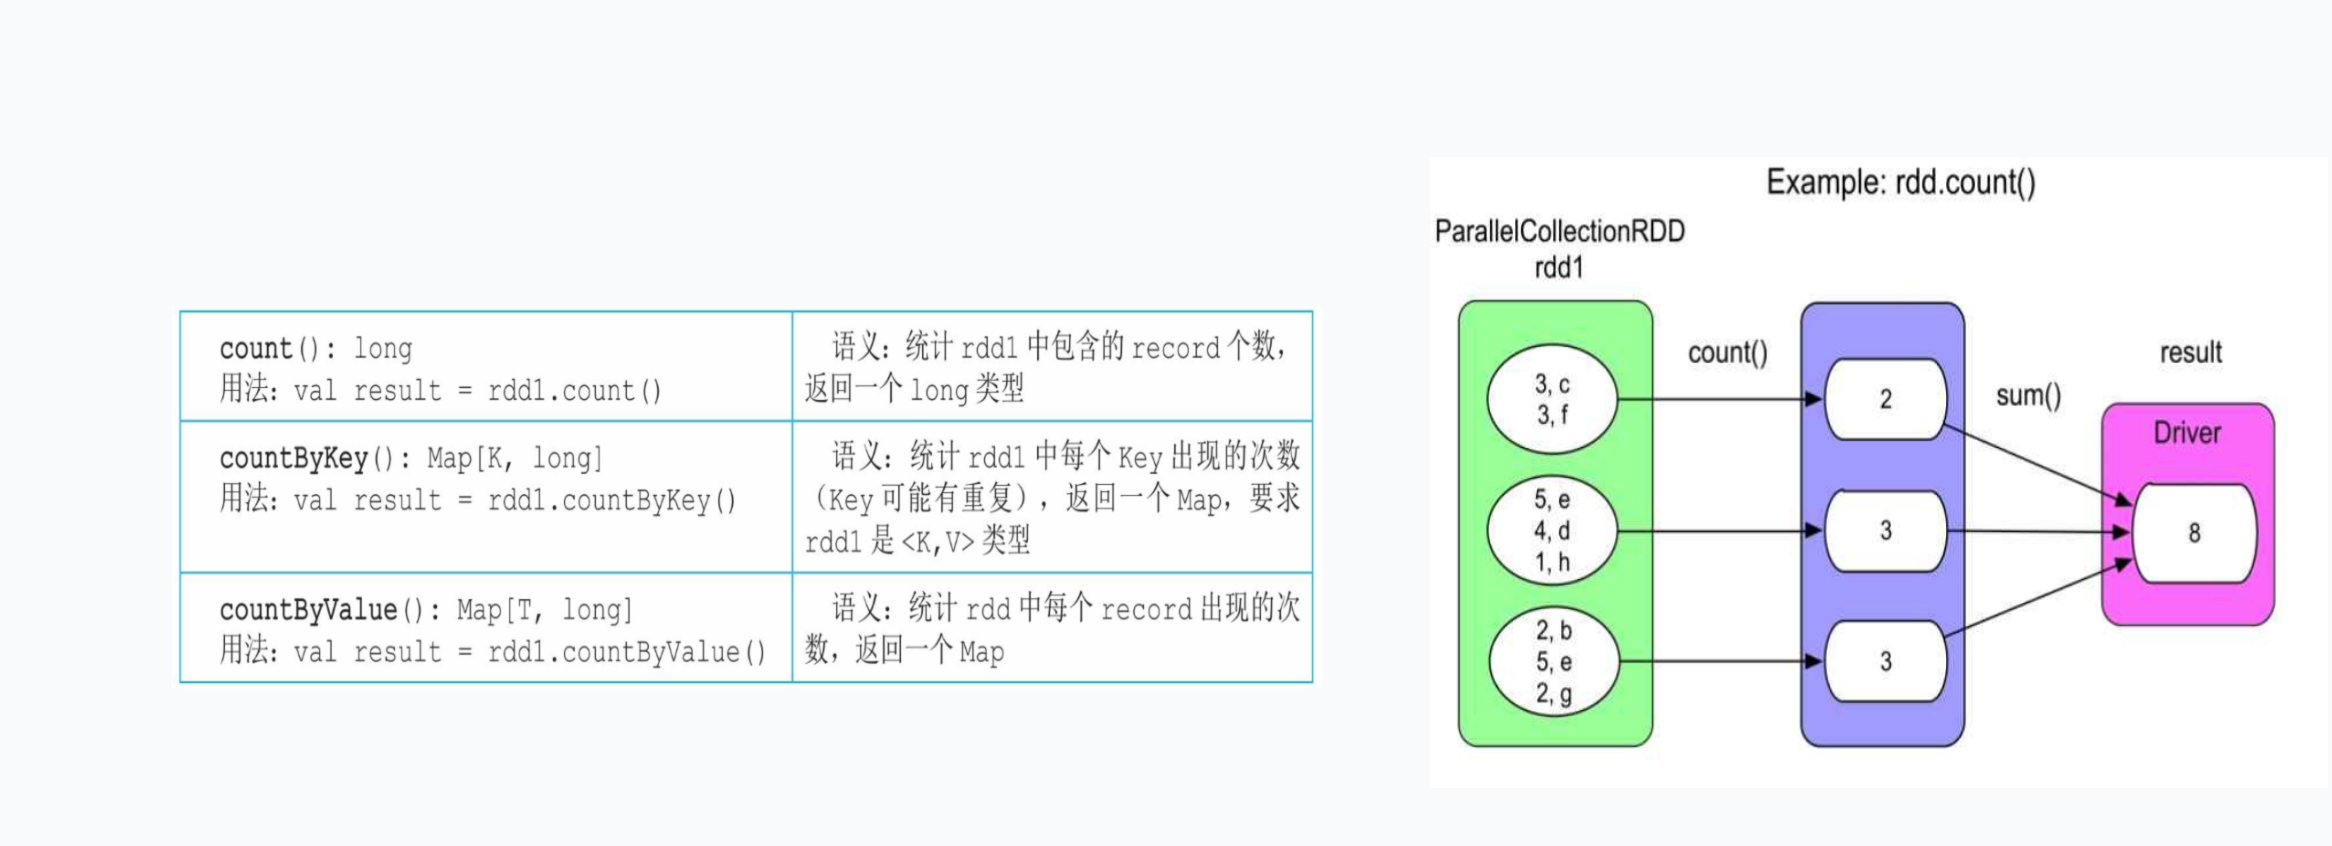 count(): long
用法：val result = rdd1.count()
语义：统计 rdd1 中包含的 record 个数，
返回一个 long 类型
countByKey(): Map[K, long]
用法：val result = rdd1.countByKey()
语义：统计 rdd1 中每个 Key 出现的次数
（Key 可能有重复），返回一个 Map，要求
rdd1 是 <K,V> 类型
countByValue(): Map[T, long]
用法：val result = rdd1.countByValue()
语义：统计 rdd 中每个 record 出现的次
数，返回一个 Map
Example: rdd.count()
ParallelCollectionRDD
rdd1
3, c
3, f
5, e
4, d
1, h
2, b
5, e
2, g
count()
2
3
3
sum()
result
Driver
8